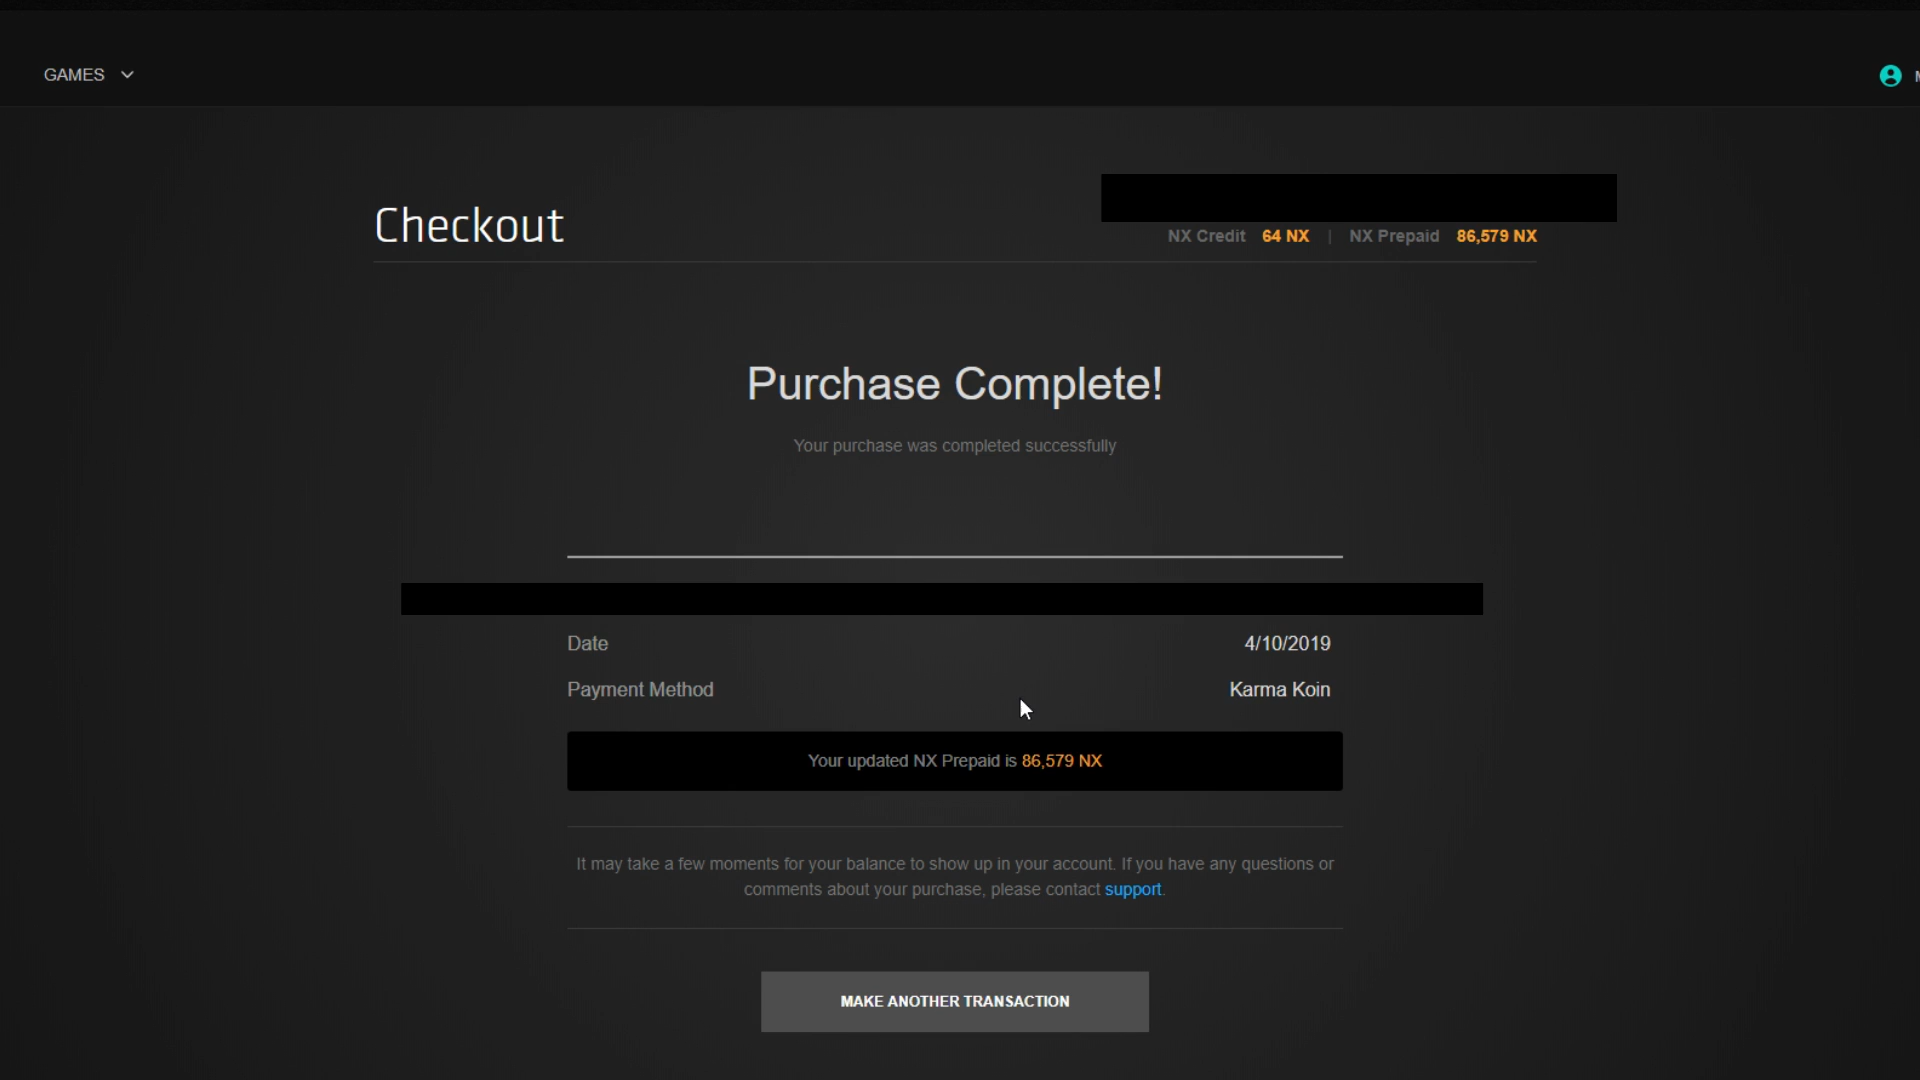 GAMES
Checkout
NX Credit 64 NX | NX Prepaid 86,579 NX
Purchase Complete!
Your purchase was completed successfully
Date 4/10/2019
Payment Method Karma Koin
Your updated NX Prepaid is 86,579 NX
It may take a few moments for your balance to show up in your account. If you have any questions or
comments about your purchase, please contact support.
MAKE ANOTHER TRANSACTION